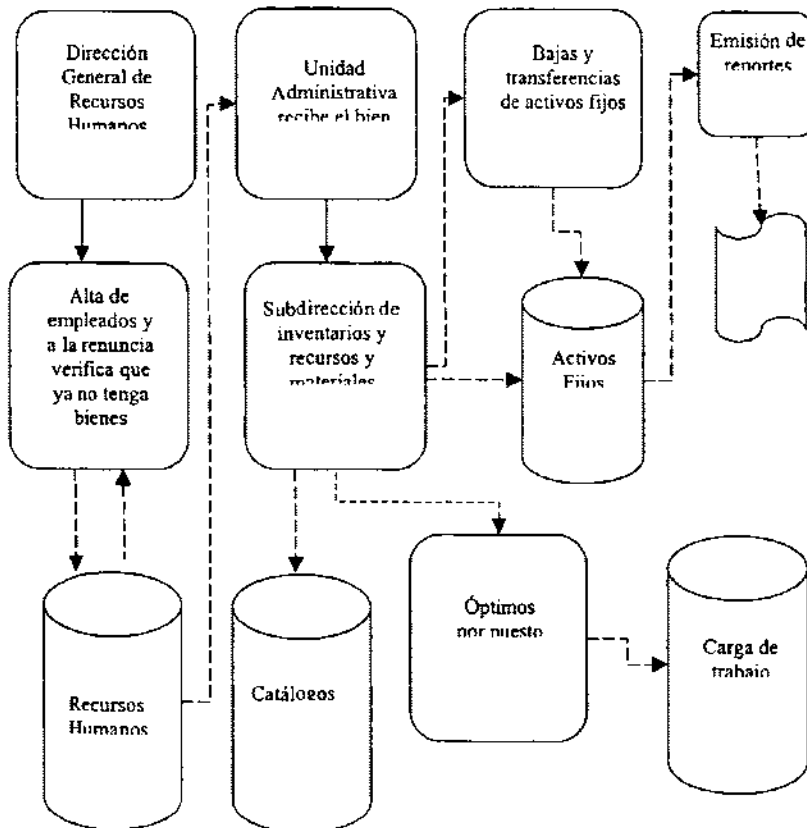 Dirección
General de
Recursos
Humanos
Unidad
Administrativa
recibe el bien
Bajas y
transferencias
de activos fijos
Emisión de
reportes
Alta de
empleados y
a la renuncia
verifica que
ya no tenga
bienes
Subdirección de
inventarios y
recursos y
materiales
Activos
Fijos
Recursos
Humanos
Catálogos
Óptimos
por puesto
Carga de
trabajo